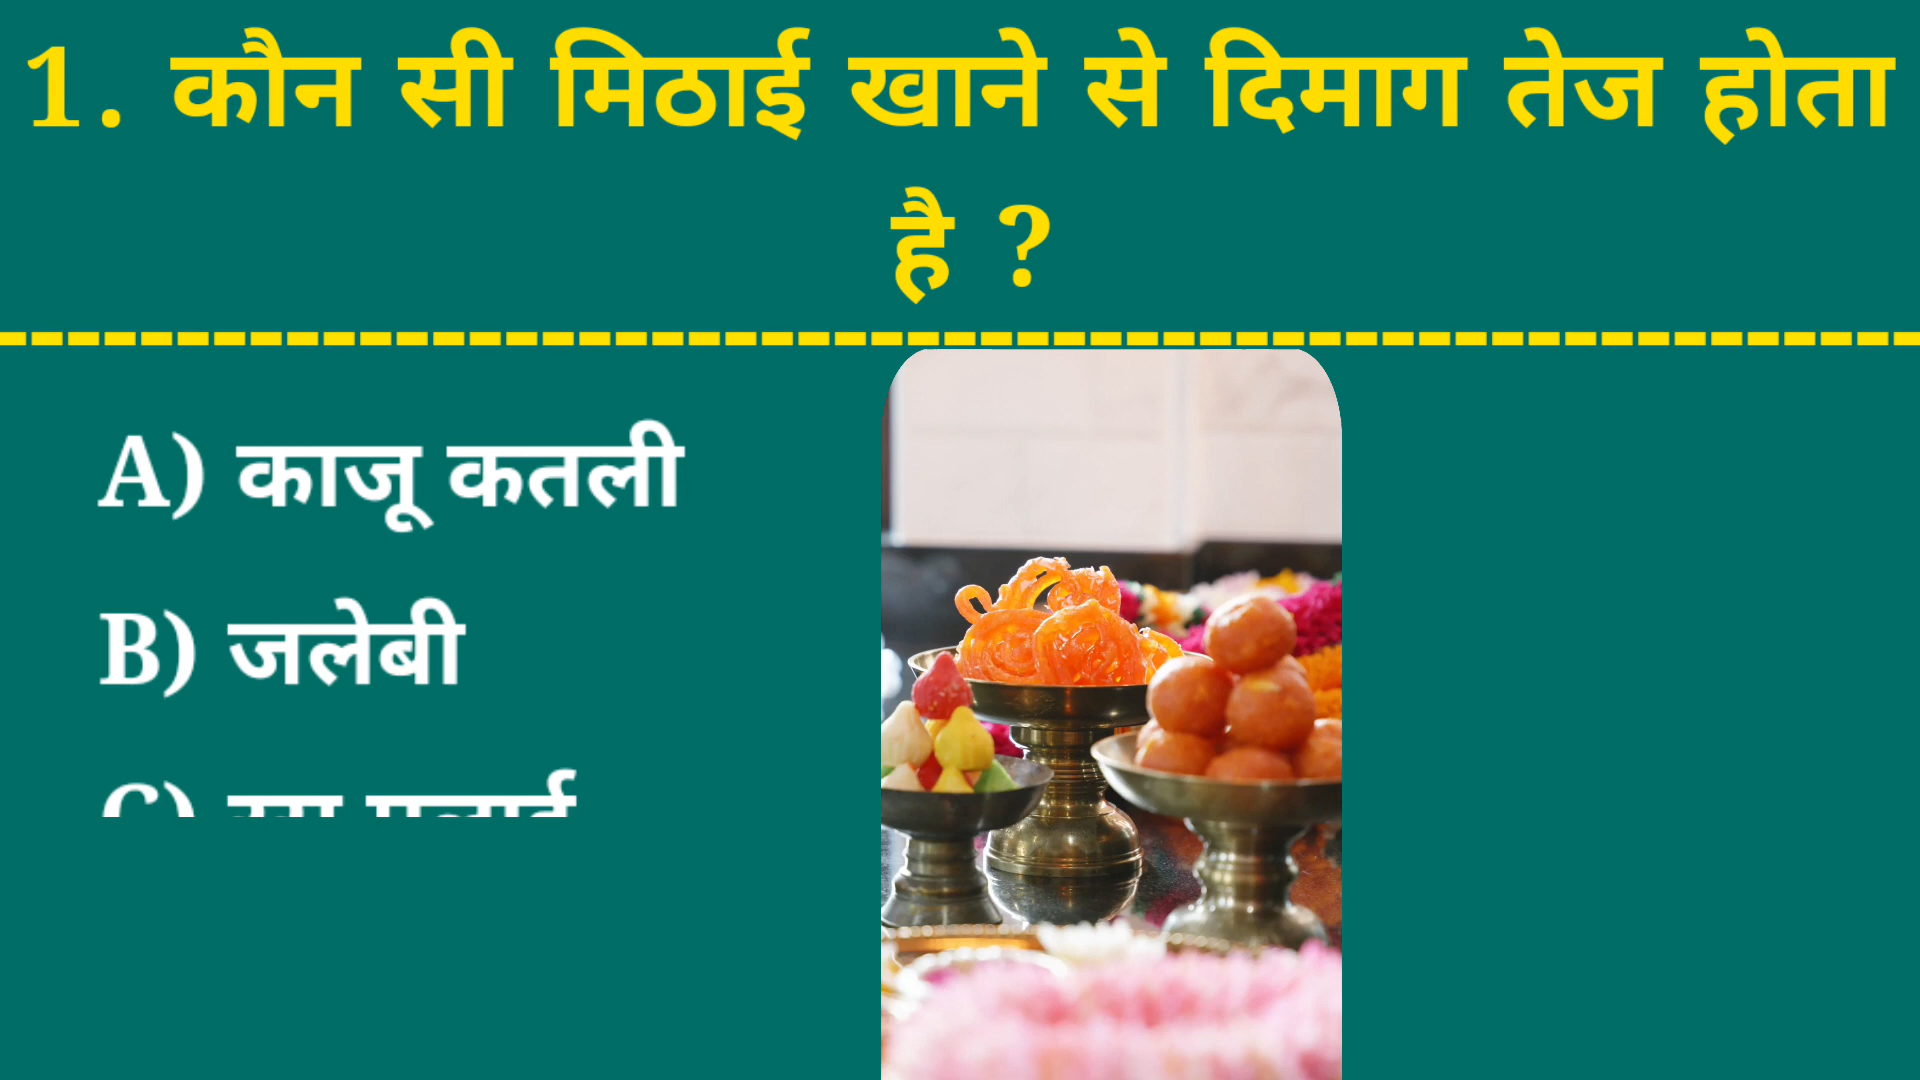 1. कौन सी मिठाई खाने से दिमाग तेज होता
है ?
A) काजू कतली
B) जलेबी
C)